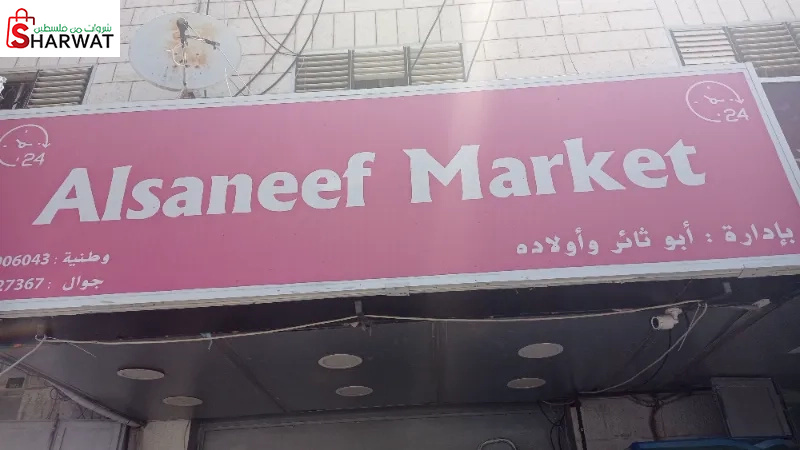 شروات من فلسطين
SHARWAT
24
24
Alsaneef Market
بإدارة : أبو ثائر وأولاده
وطنية : 006043
جوال : 27367